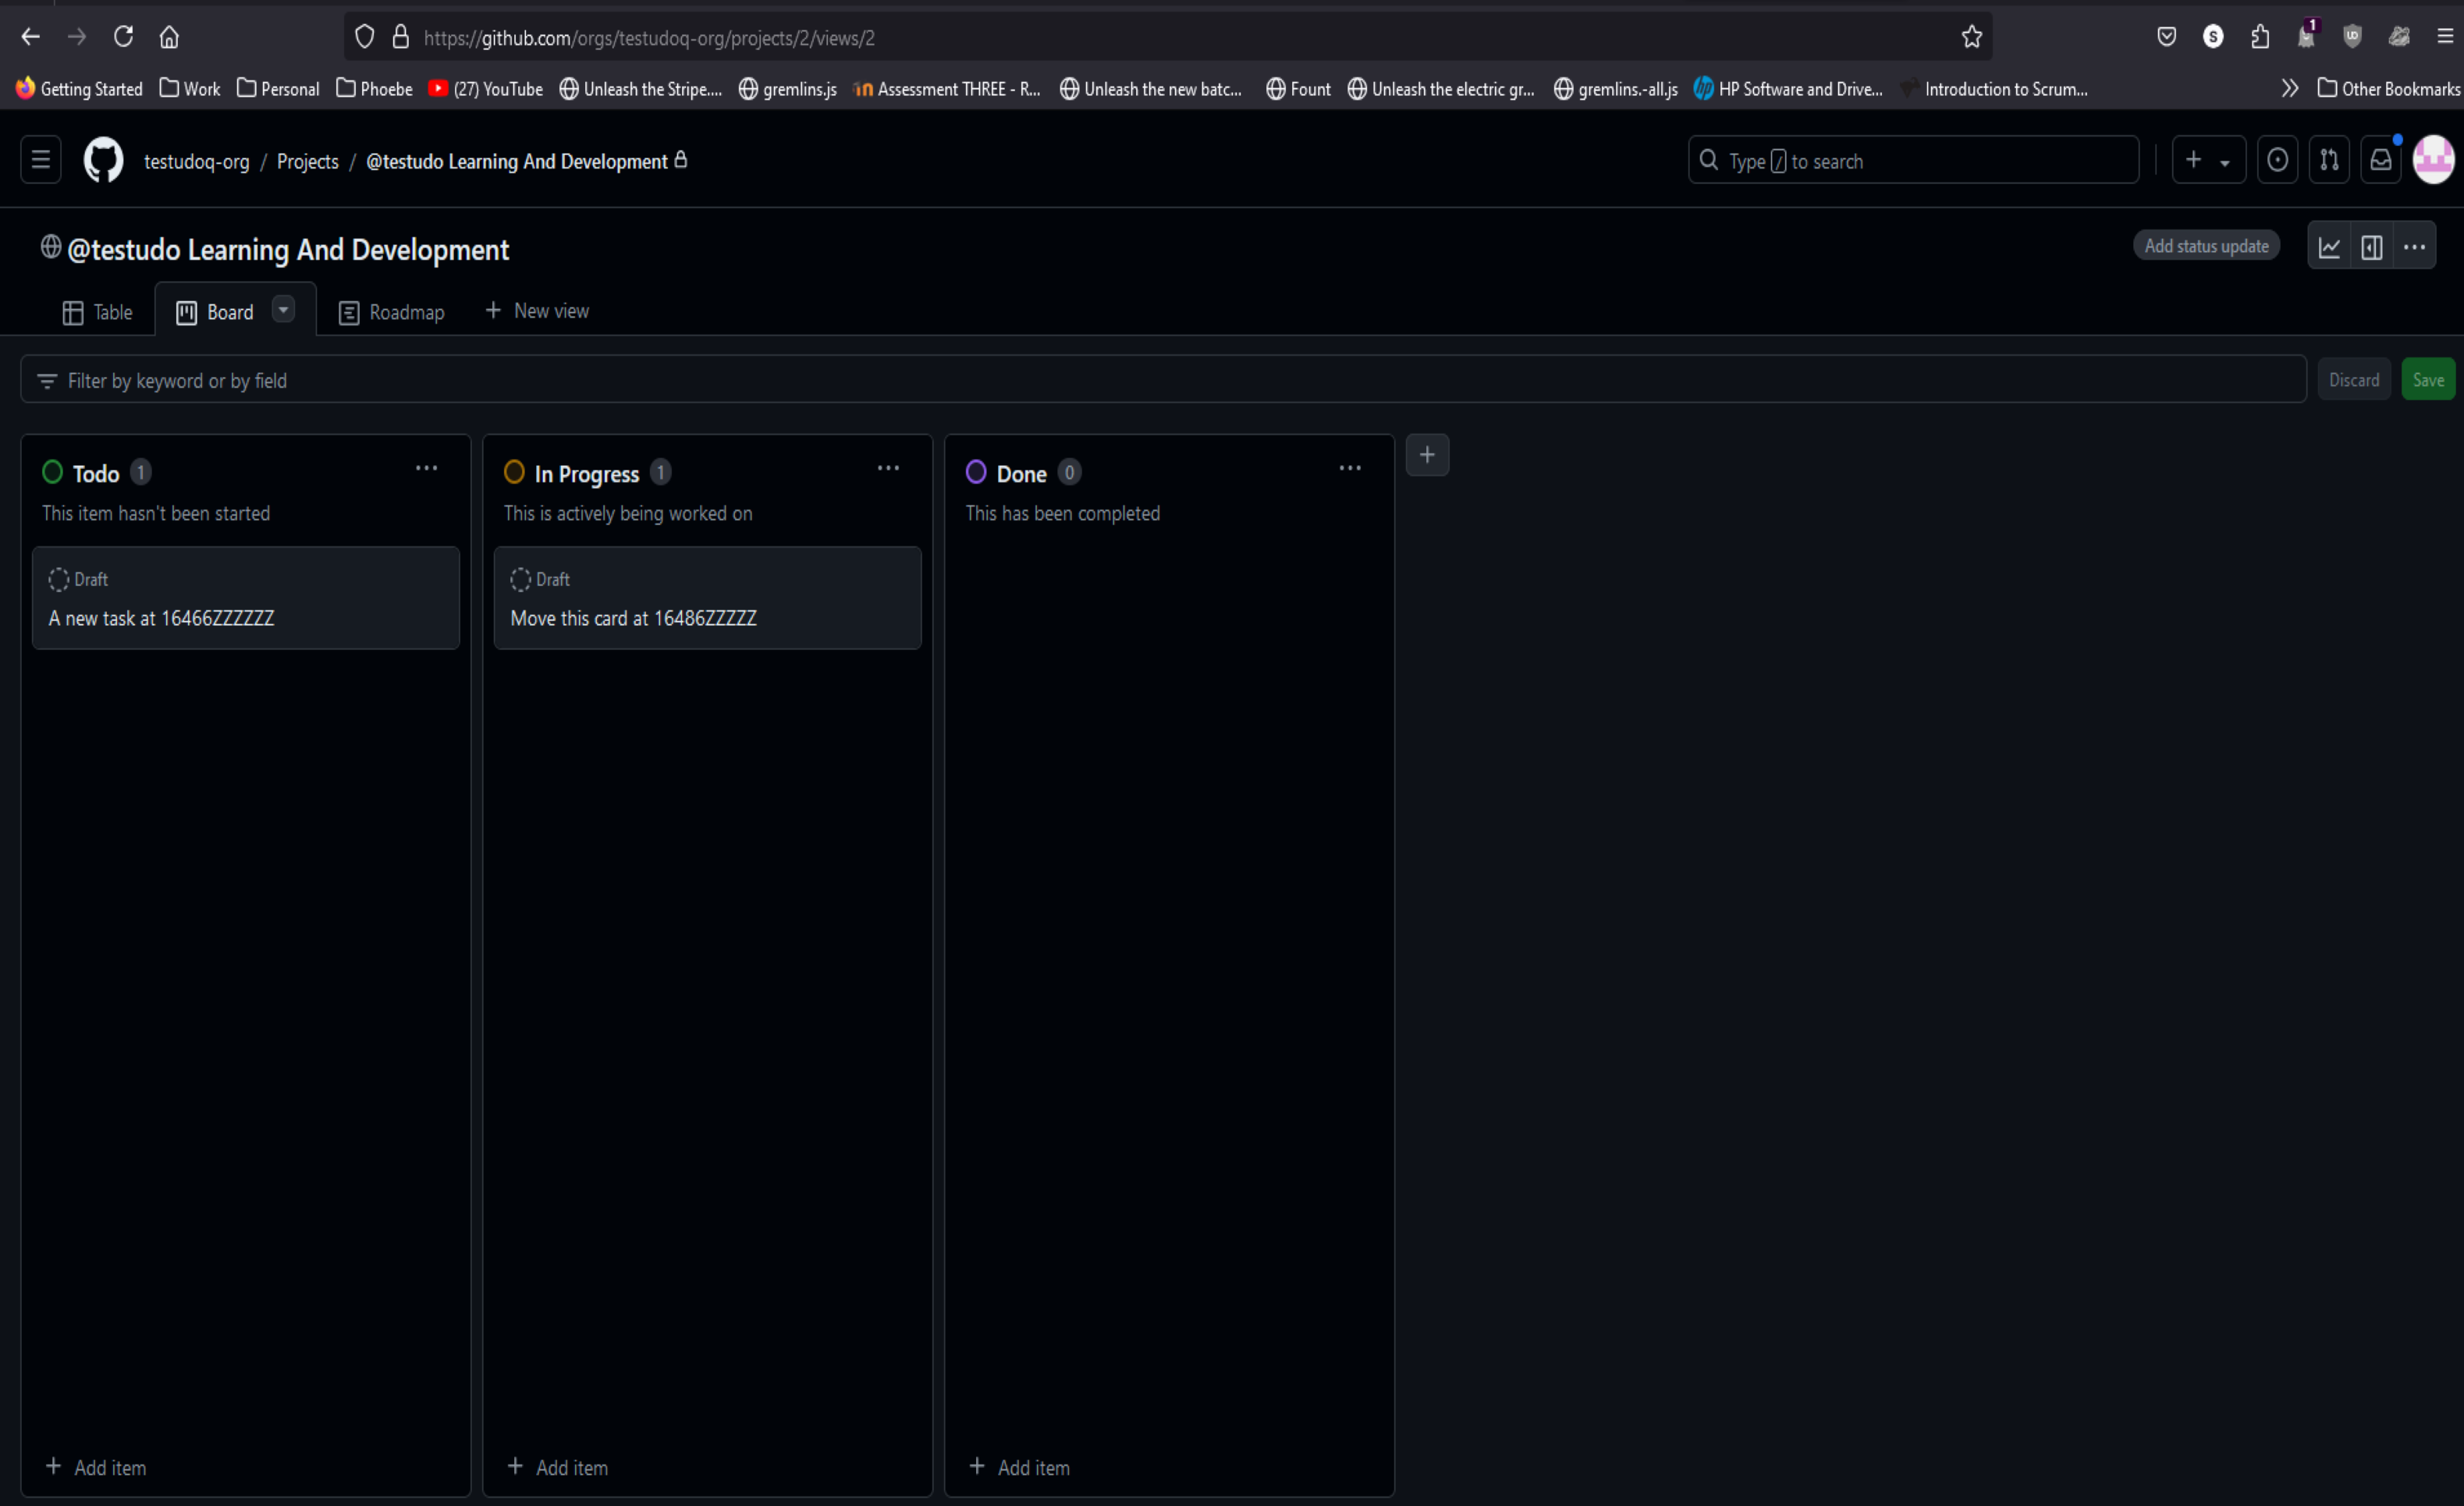 https://github.com/orgs/testudoq-org/projects/2/views/2
1
S
Getting Started Work Personal Phoebe (27) YouTube Unleash the Stripe.... gremlins.js Assessment THREE - R... Unleash the new batc... Fount Unleash the electric gr... gremlins.-all.js HP Software and Drive... Introduction to Scrum... Other Bookmarks
testudoq-org / Projects / @testudo Learning And Development
Type / to search
@testudo Learning And Development
Add status update
Table Board Roadmap + New view
Filter by keyword or by field
Discard Save
Todo 1
This item hasn't been started
Draft
A new task at 16466ZZZZZZ
+ Add item
In Progress 1
This is actively being worked on
Draft
Move this card at 16486ZZZZZ
+ Add item
Done 0
This has been completed
+ Add item